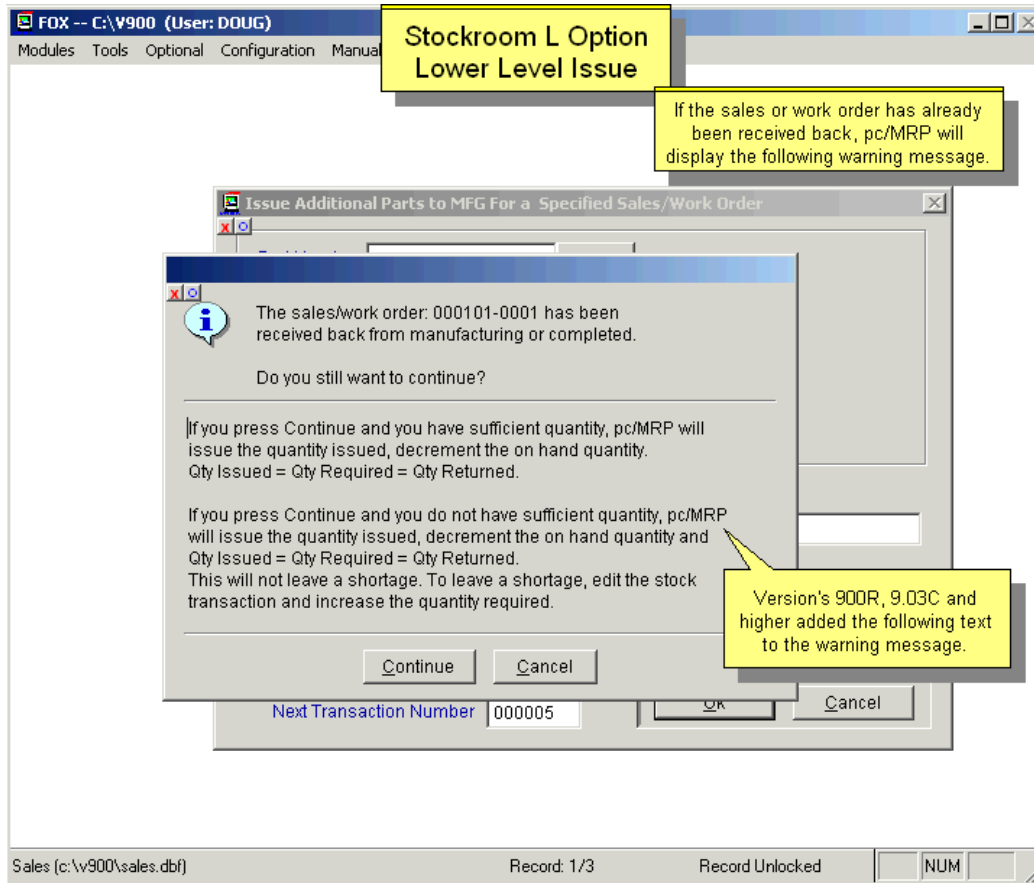 FOX -- C:\V900 (User: DOUG)
Modules Tools Optional Configuration Manual
Stockroom L Option
Lower Level Issue
If the sales or work order has already
been received back, pc/MRP will
display the following warning message.
Issue Additional Parts to MFG For a Specified Sales/Work Order
The sales/work order: 000101-0001 has been
received back from manufacturing or completed.
Do you still want to continue?
If you press Continue and you have sufficient quantity, pc/MRP will
issue the quantity issued, decrement the on hand quantity.
Qty Issued = Qty Required = Qty Returned.
If you press Continue and you do not have sufficient quantity, pc/MRP
will issue the quantity issued, decrement the on hand quantity and
Qty Issued = Qty Required = Qty Returned.
This will not leave a shortage. To leave a shortage, edit the stock
transaction and increase the quantity required.
Version's 900R, 9.03C and
higher added the following text
to the warning message.
Continue Cancel
Next Transaction Number 000005
Ok Cancel
Sales (c:\v900\sales.dbf) Record: 1/3 Record Unlocked NUM